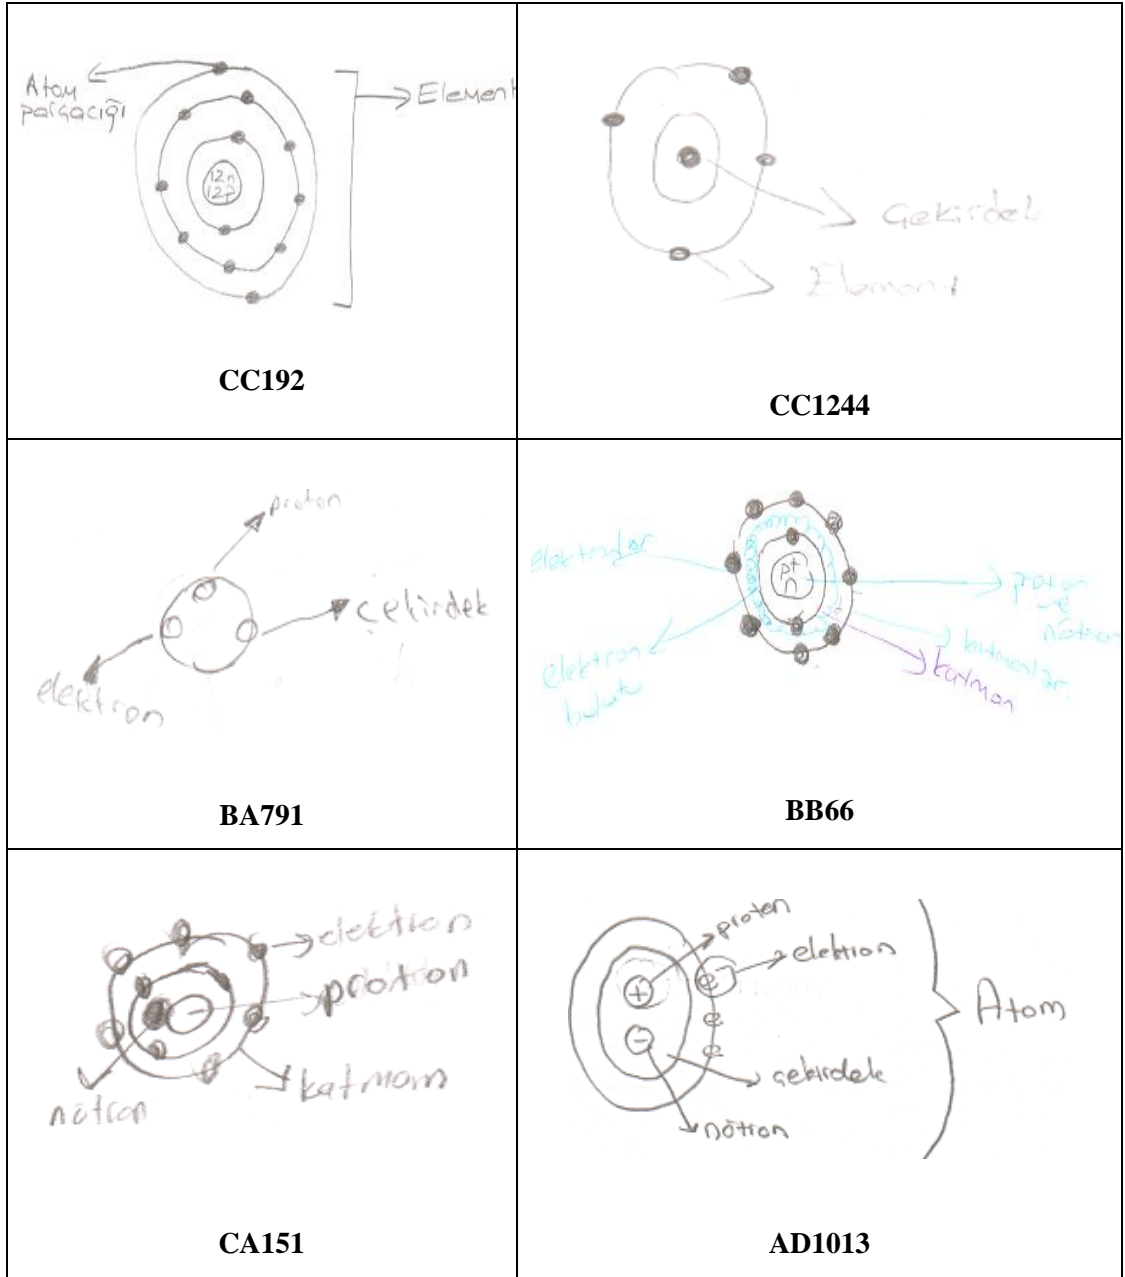 Atom
parçacığı
Element
12n
12p
CC192
Çekirdek
Element
CC1244
proton
çekirdek
elektron
BA791
elektronlar
p+
n
proton
ve
nötron
katmanlar
katman
elektron
bulutu
BB66
elektron
proton
katmam
nötron
CA151
proton
elektron
e
e
e
+
-
Atom
çekirdek
nötron
AD1013